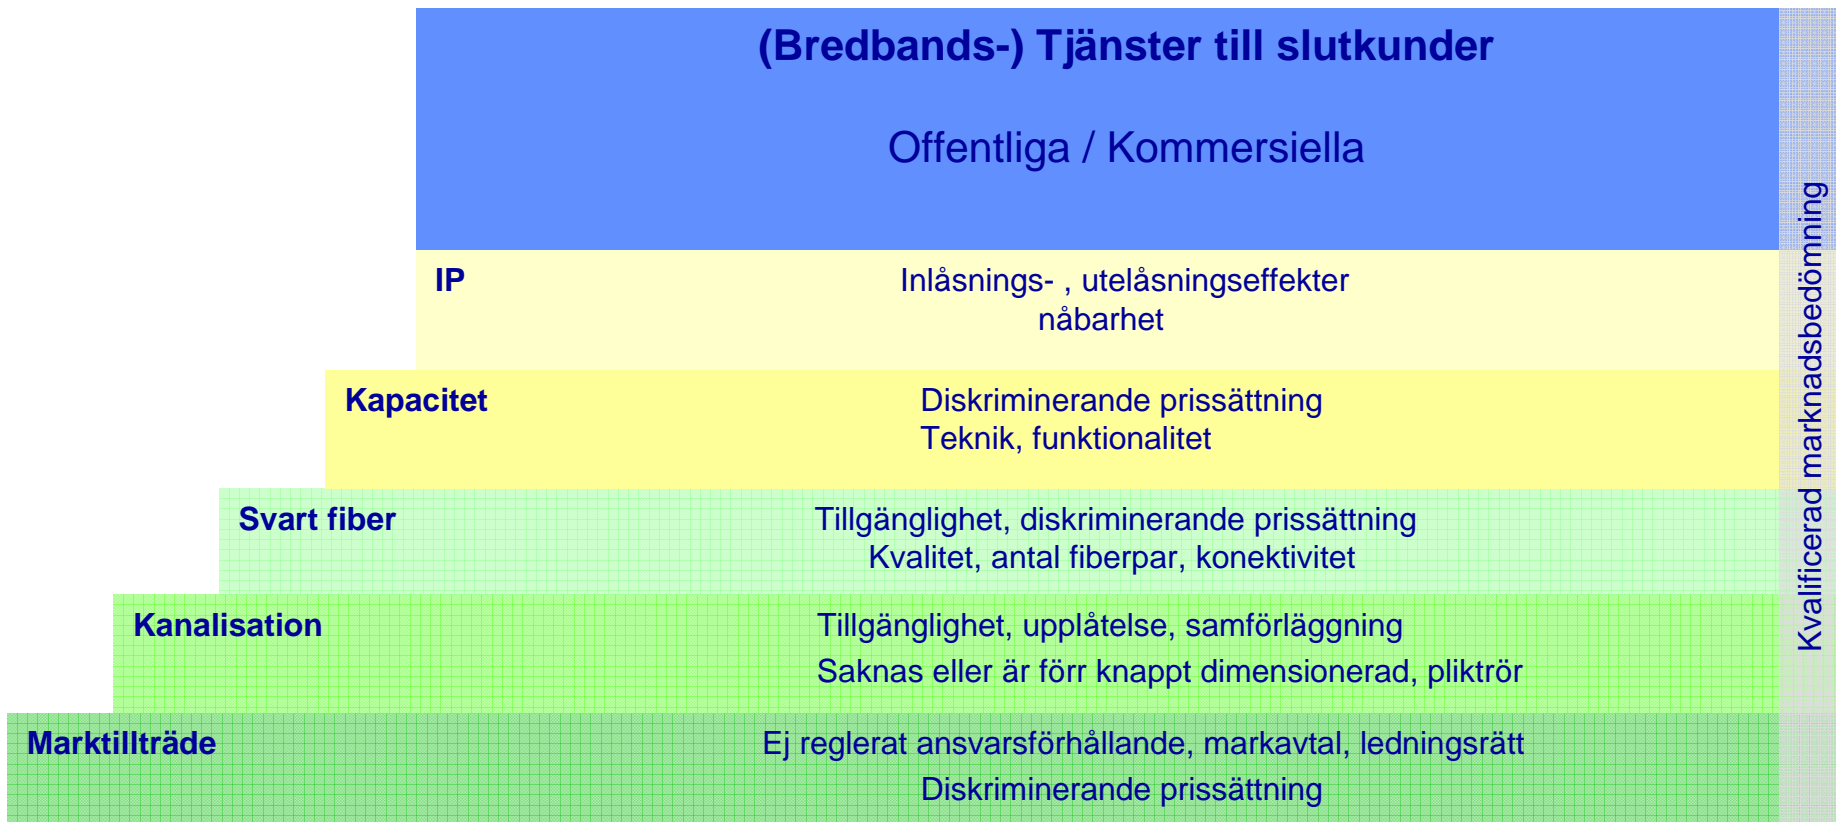 (Bredbands-) Tjänster till slutkunder
Offentliga / Kommersiella
IP
Inlåsnings- , utelåsningseffekter
nåbarhet
Kapacitet
Diskriminerande prissättning
Teknik, funktionalitet
Svart fiber
Tillgänglighet, diskriminerande prissättning
Kvalitet, antal fiberpar, konektivitet
Kanalisation
Tillgänglighet, upplåtelse, samförläggning
Saknas eller är förr knappt dimensionerad, pliktrör
Marktillträde
Ej reglerat ansvarsförhållande, markavtal, ledningsrätt
Diskriminerande prissättning
Kvalificerad marknadsbedömning